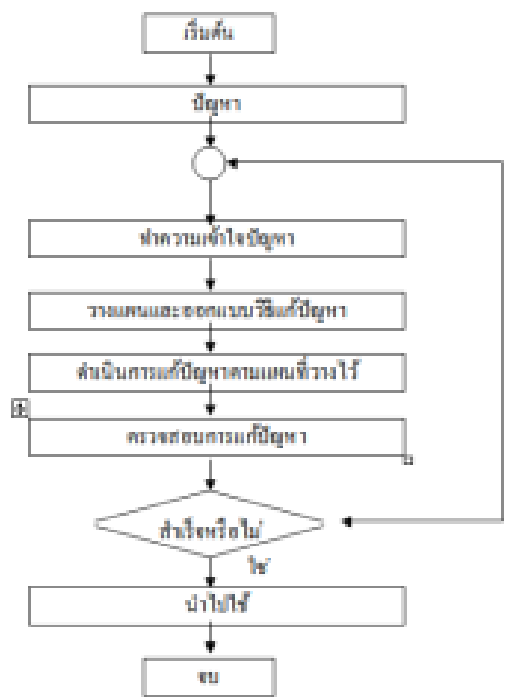 เริ่มต้น
ปัญหา
ทำความเข้าใจปัญหา
วางแผนและออกแบบวิธีแก้ปัญหา
ดำเนินการแก้ปัญหาตามแผนที่วางไว้
ตรวจสอบการแก้ปัญหา
สำเร็จหรือไม่
ใช่
นำไปใช้
จบ